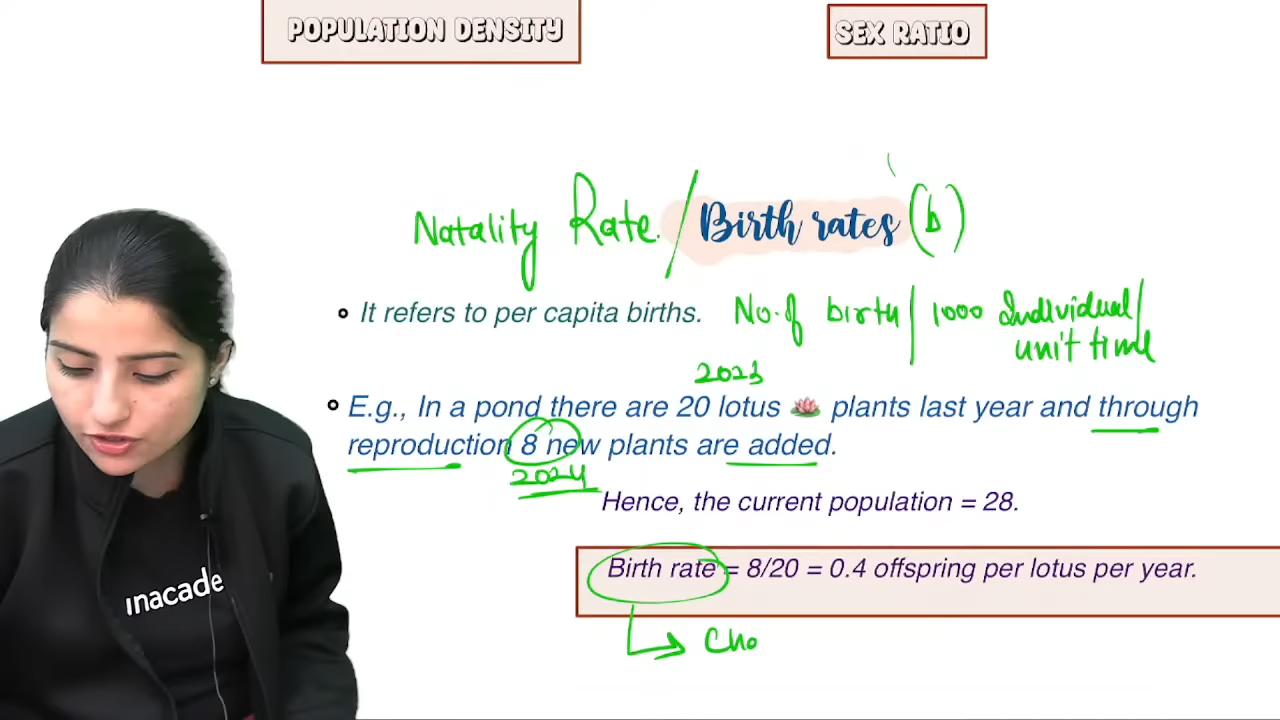 POPULATION DENSITY
SEX RATIO
Natality Rate. / Birth rates (b)
It refers to per capita births. No. of birth / 1000 Individual /
unit time
2023
E.g., In a pond there are 20 lotus 🪷 plants last year and through
reproduction 8 new plants are added.
2024
Hence, the current population = 28.
Birth rate = 8/20 = 0.4 offspring per lotus per year.
Cho
inacade